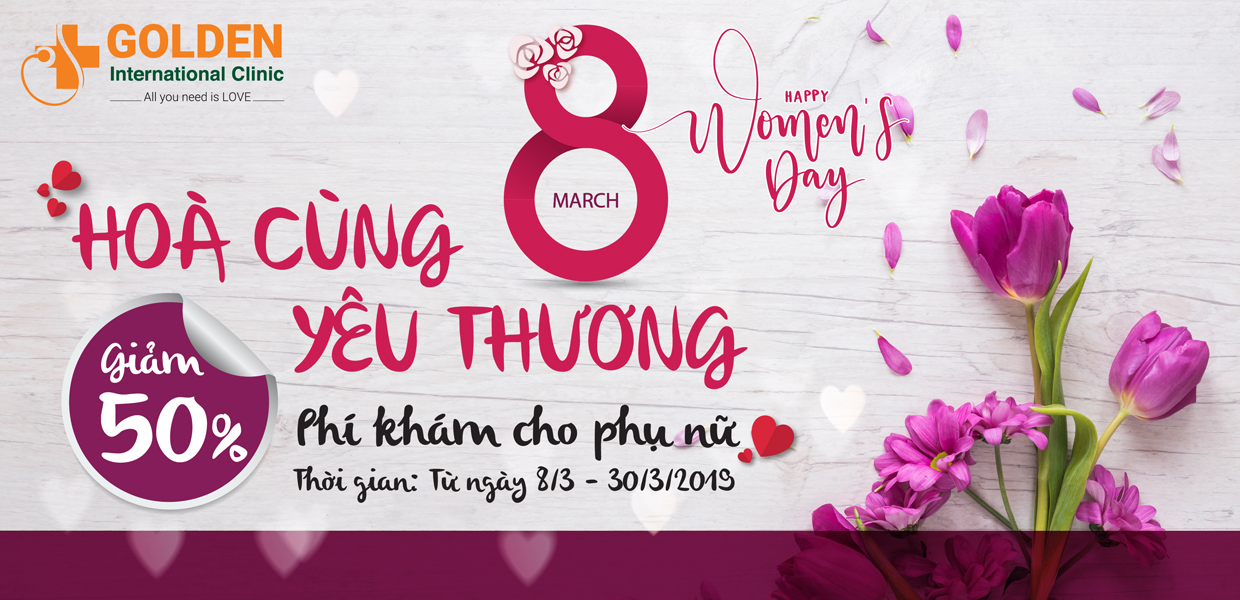 GOLDEN
International Clinic
All you need is LOVE
8
MARCH
HAPPY
Women's
Day
HOÀ CÙNG
YÊU THƯƠNG
Giảm
50%
Phí khám cho phụ nữ
Thời gian: Từ ngày 8/3 - 30/3/2019